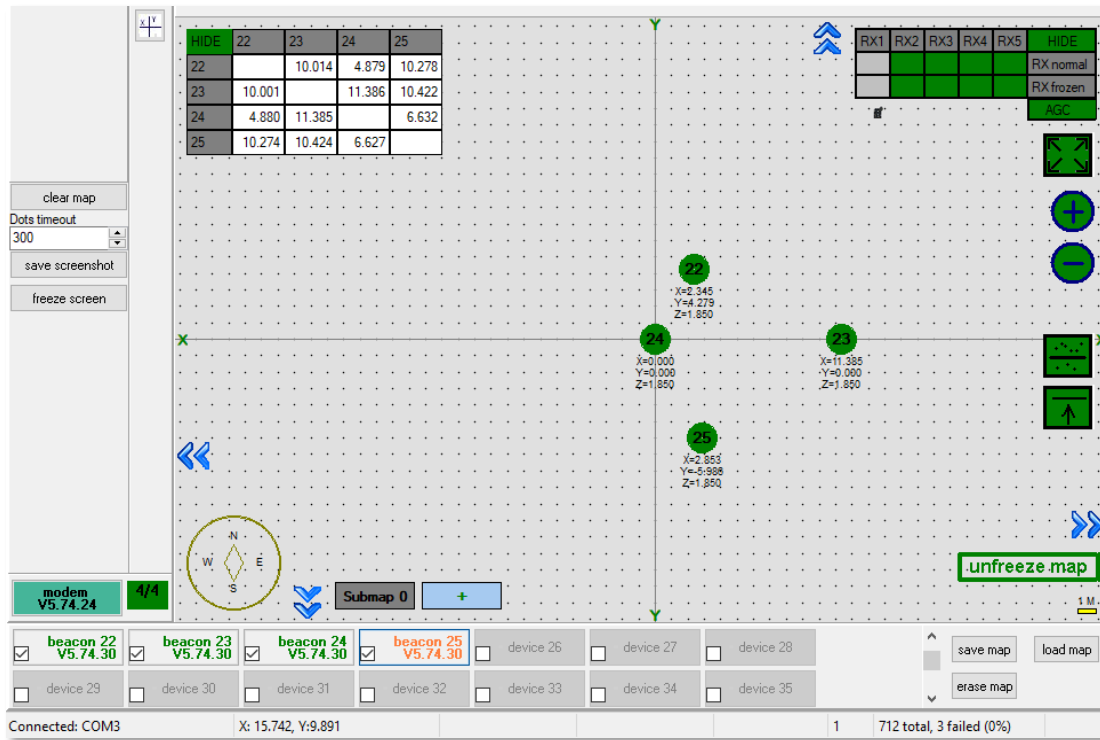 X Y
HIDE 22 23 24 25
22 10.014 4.879 10.278
23 10.001 11.386 10.422
24 4.880 11.385 6.632
25 10.274 10.424 6.627
Y
RX1 RX2 RX3 RX4 RX5 HIDE
RX normal
RX frozen
AGC
clear map
Dots timeout
300
save screenshot
freeze screen
22
X=2.345
Y=4.279
Z=1.850
X
24
X=0.000
Y=0.000
Z=1.850
23
X=11.385
Y=0.000
Z=1.850
25
X=2.853
Y=-5.988
Z=1.850
N
W E
S
unfreeze map
modem
V5.74.24
4/4
Submap 0
+
Y
1 M
beacon 22
V5.74.30
beacon 23
V5.74.30
beacon 24
V5.74.30
beacon 25
V5.74.30
device 26
device 27
device 28
save map
load map
device 29
device 30
device 31
device 32
device 33
device 34
device 35
erase map
Connected: COM3 X: 15.742, Y:9.891 1 712 total, 3 failed (0%)